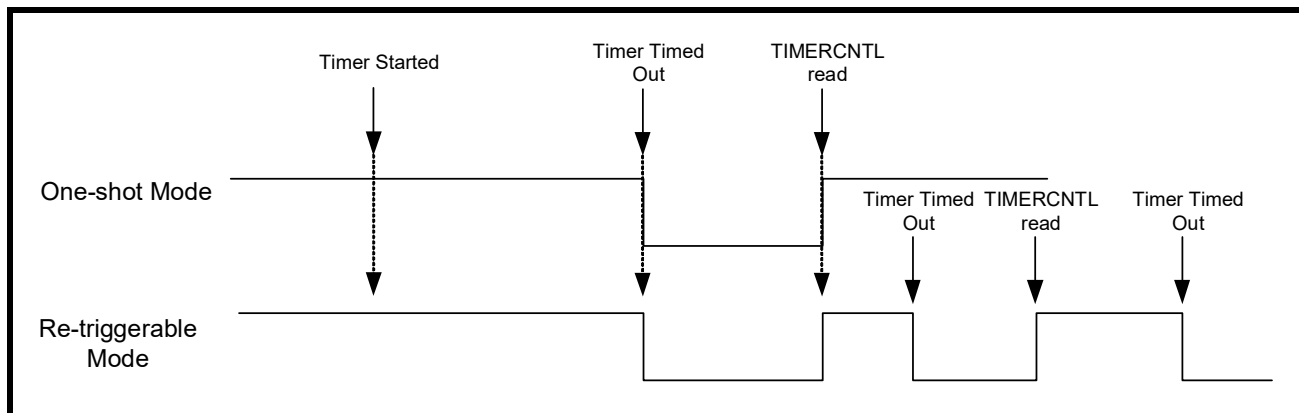 Timer Started
Timer Timed
Out
TIMERCNTL
read
One-shot Mode
Timer Timed
Out
TIMERCNTL
read
Timer Timed
Out
Re-triggerable
Mode